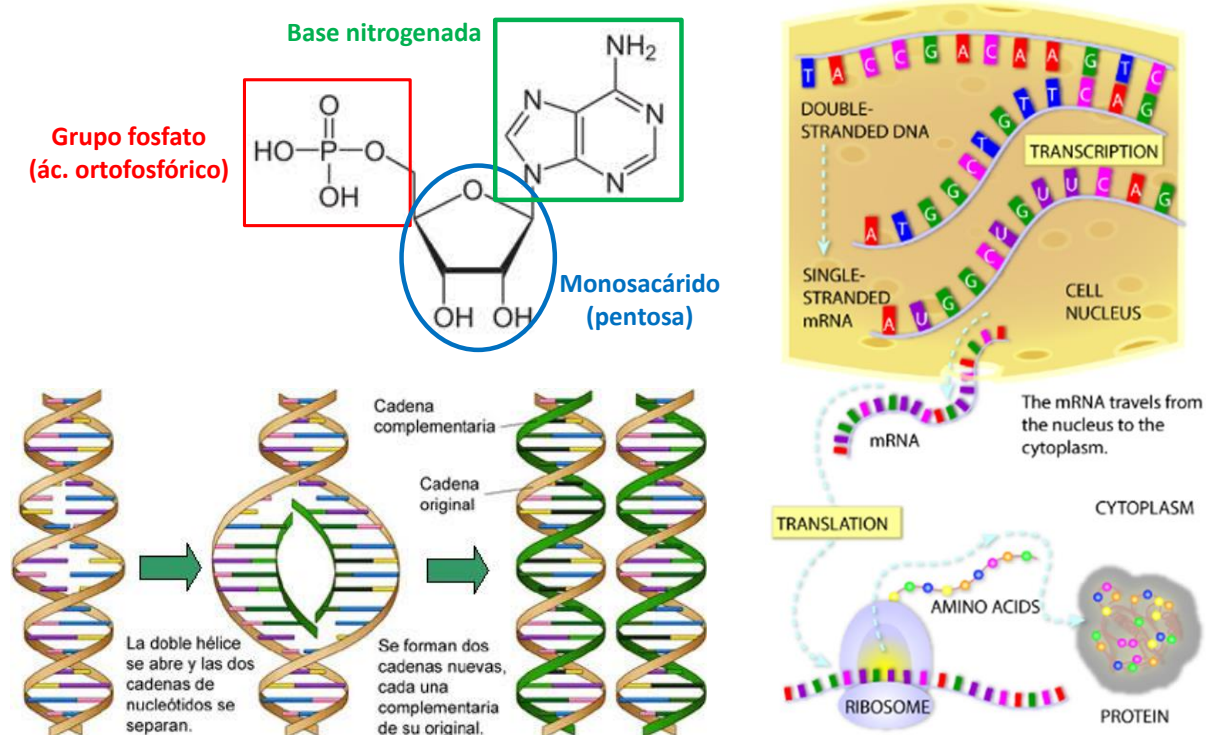 Base nitrogenada
Grupo fosfato
(ác. ortofosfórico)
NH₂
N
N
N
N
O
HO
P
O
OH
O
OH
OH
Monosacárido
(pentosa)
Cadena
complementaria
Cadena
original
La doble hélice
se abre y las dos
cadenas de
nucleótidos se
separan.
Se forman dos
cadenas nuevas,
cada una
complementaria
de su original.
T A C C G A C A A G T C
DOUBLE-
STRANDED DNA
A T G G C T G T T C A G
TRANSCRIPTION
SINGLE-
STRANDED
mRNA
A U G G C U G U U C A G
CELL
NUCLEUS
mRNA
The mRNA travels from
the nucleus to the
cytoplasm.
TRANSLATION
CYTOPLASM
AMINO ACIDS
RIBOSOME
PROTEIN